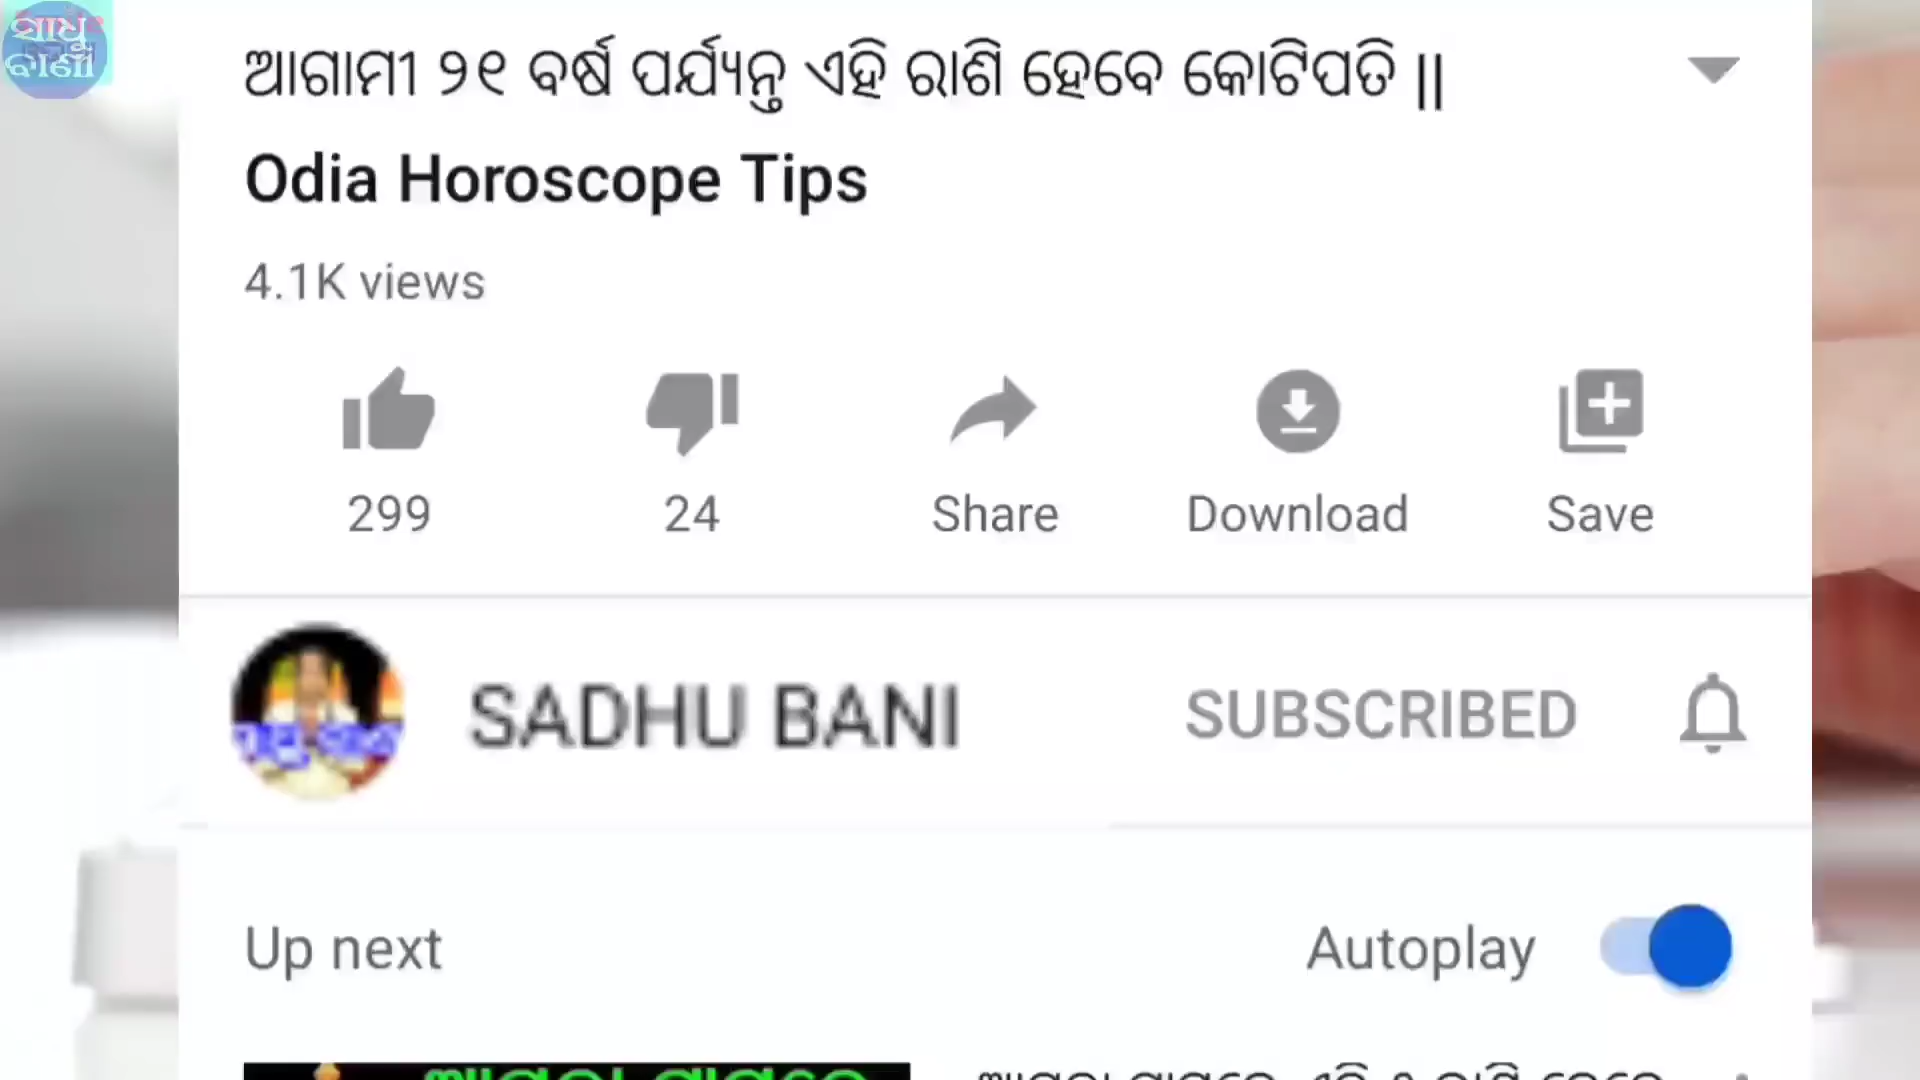 ସାଧୁ
ବାଣୀ
ଆଗାମୀ ୨୧ ବର୍ଷ ପର୍ଯ୍ୟନ୍ତ ଏହି ରାଶି ହେବେ କୋଟିପତି ||
Odia Horoscope Tips
4.1K views
299 24 Share Download Save
SADHU BANI SUBSCRIBED
Up next Autoplay